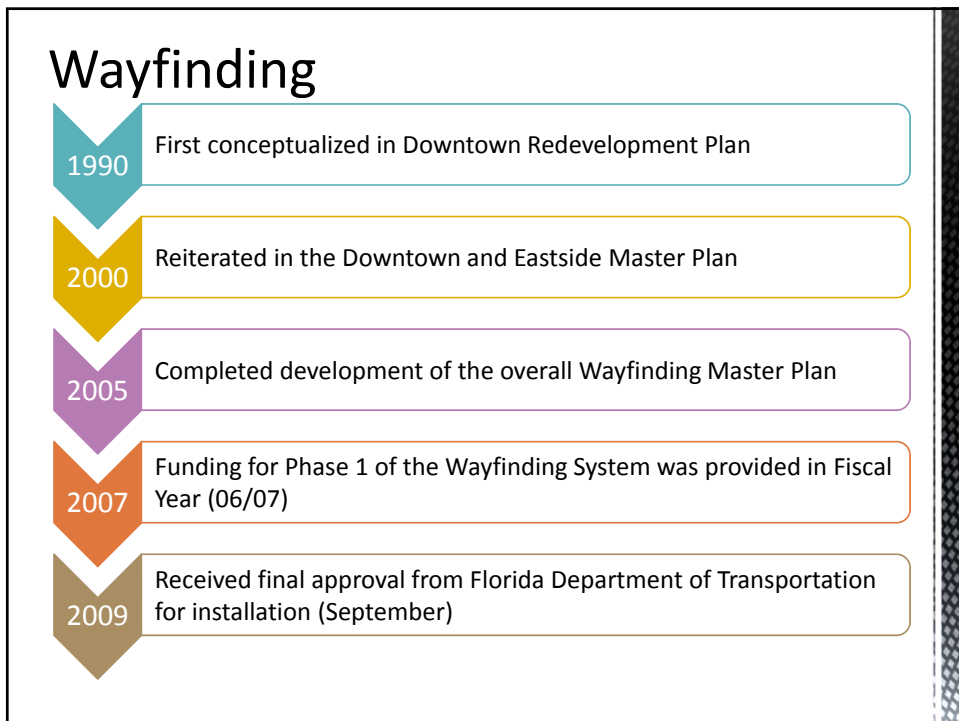 Wayfinding
1990
First conceptualized in Downtown Redevelopment Plan
2000
Reiterated in the Downtown and Eastside Master Plan
2005
Completed development of the overall Wayfinding Master Plan
2007
Funding for Phase 1 of the Wayfinding System was provided in Fiscal
Year (06/07)
2009
Received final approval from Florida Department of Transportation
for installation (September)